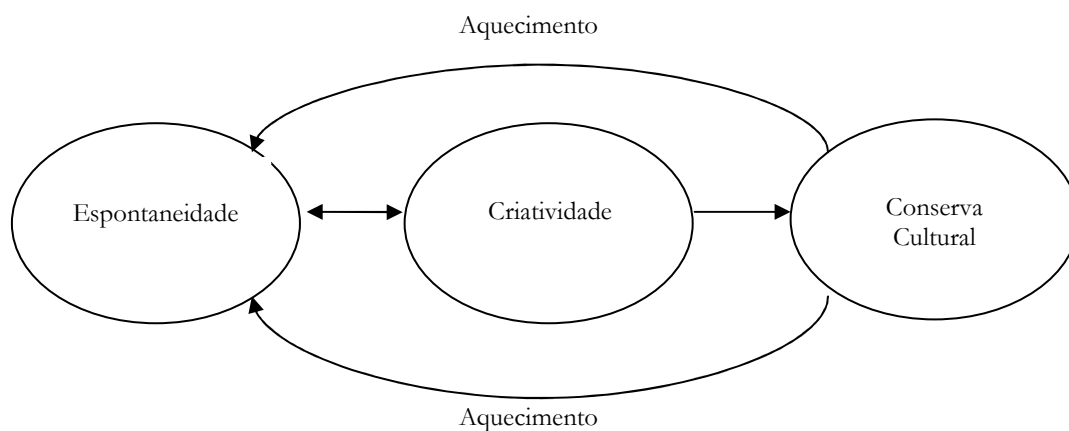 Aquecimento
Espontaneidade
Criatividade
Conserva
Cultural
Aquecimento